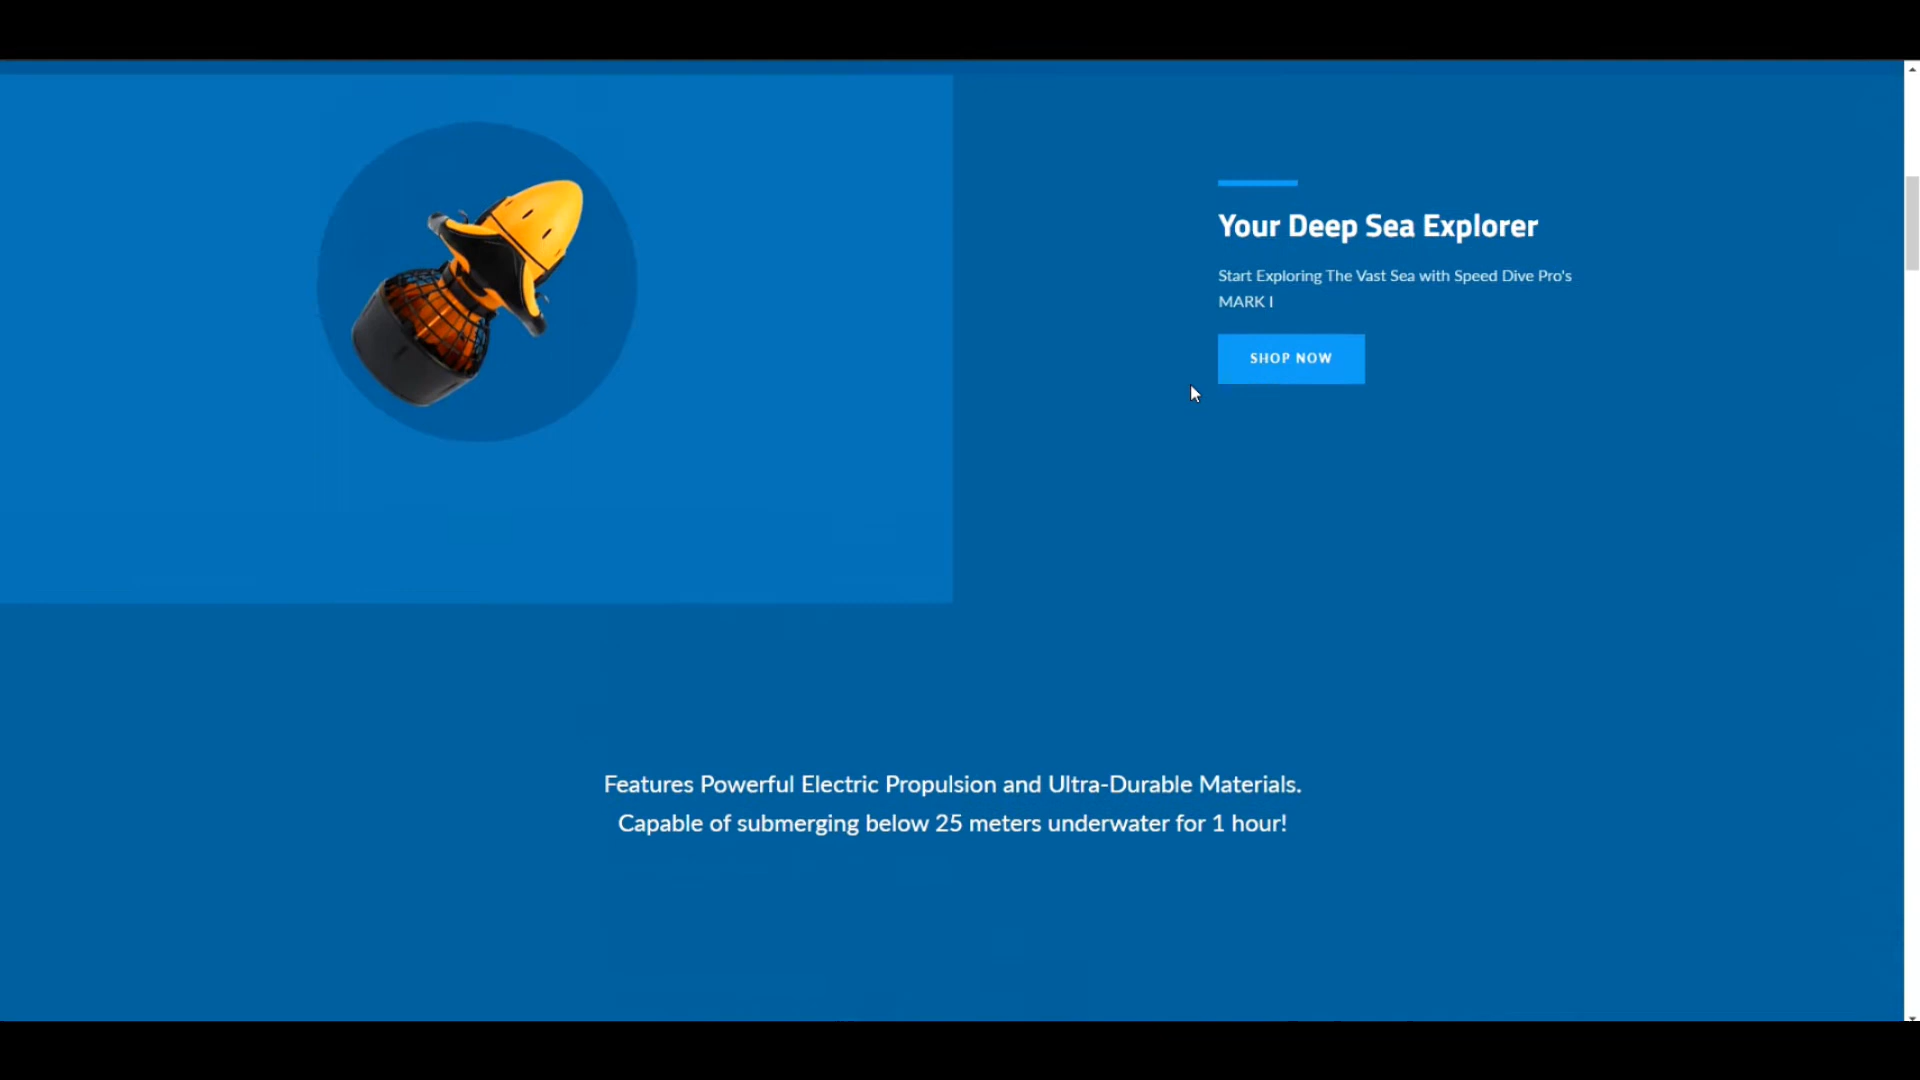 Your Deep Sea Explorer
Start Exploring The Vast Sea with Speed Dive Pro's
MARK I
SHOP NOW
Features Powerful Electric Propulsion and Ultra-Durable Materials.
Capable of submerging below 25 meters underwater for 1 hour!